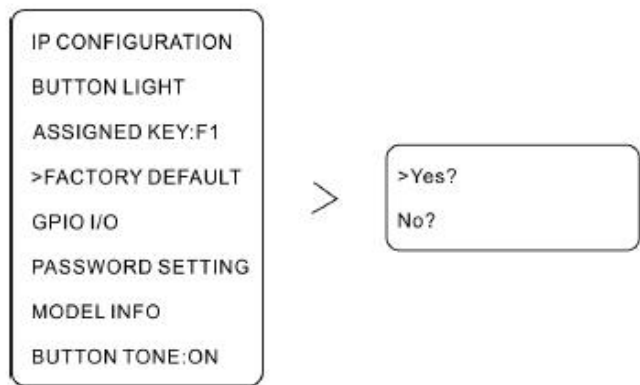 IP CONFIGURATION
BUTTON LIGHT
ASSIGNED KEY:F1
>FACTORY DEFAULT
GPIO I/O
PASSWORD SETTING
MODEL INFO
BUTTON TONE:ON
>
>Yes?
No?